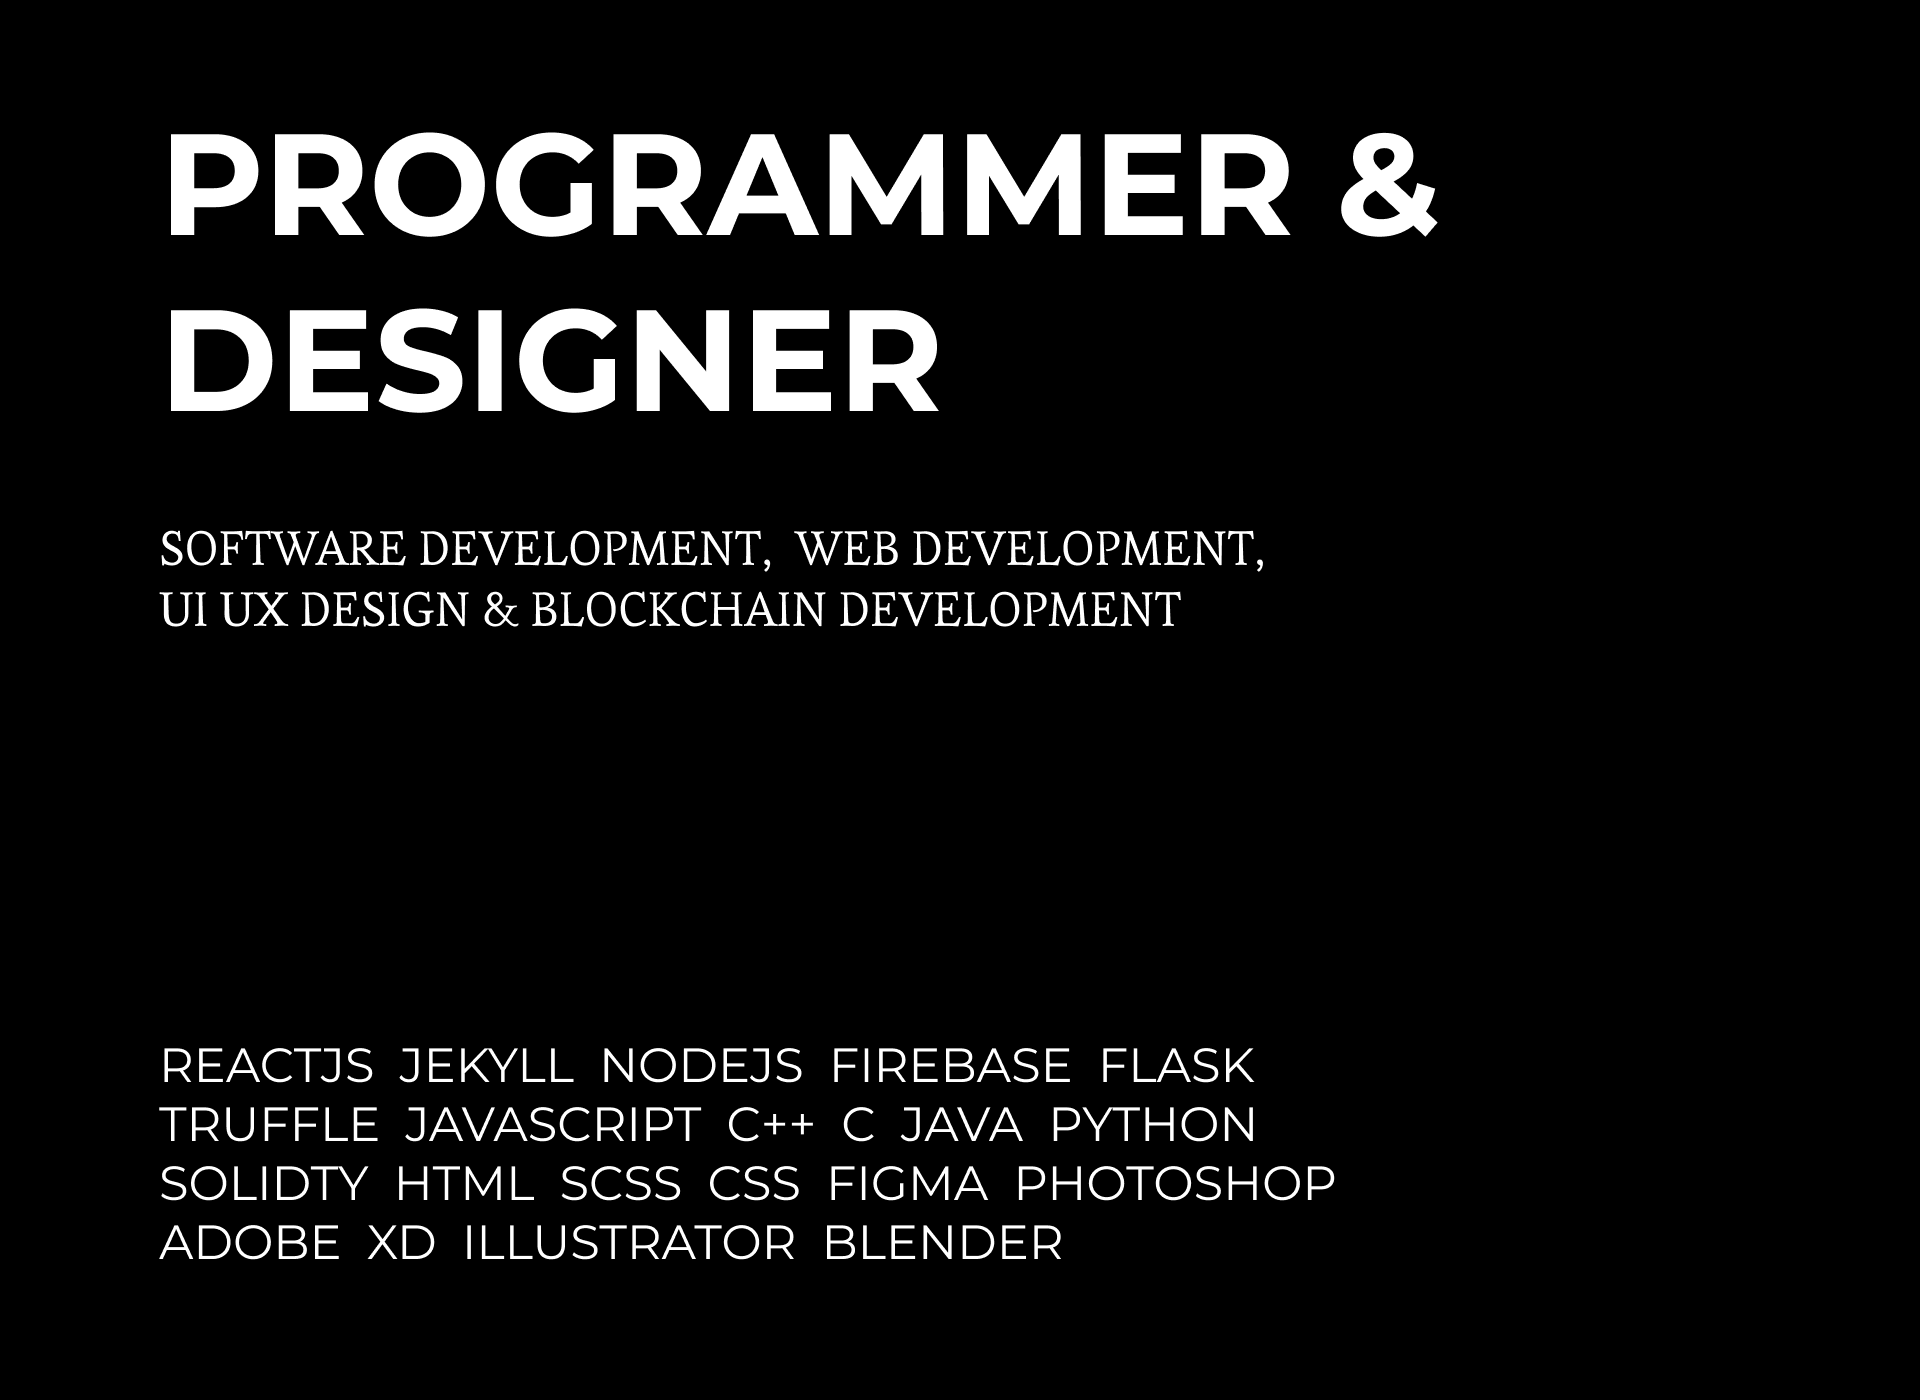 PROGRAMMER &
DESIGNER
SOFTWARE DEVELOPMENT,  WEB DEVELOPMENT,
UI UX DESIGN & BLOCKCHAIN DEVELOPMENT
REACTJS  JEKYLL  NODEJS  FIREBASE  FLASK
TRUFFLE  JAVASCRIPT  C++  C  JAVA  PYTHON
SOLIDTY  HTML  SCSS  CSS  FIGMA  PHOTOSHOP
ADOBE  XD  ILLUSTRATOR  BLENDER